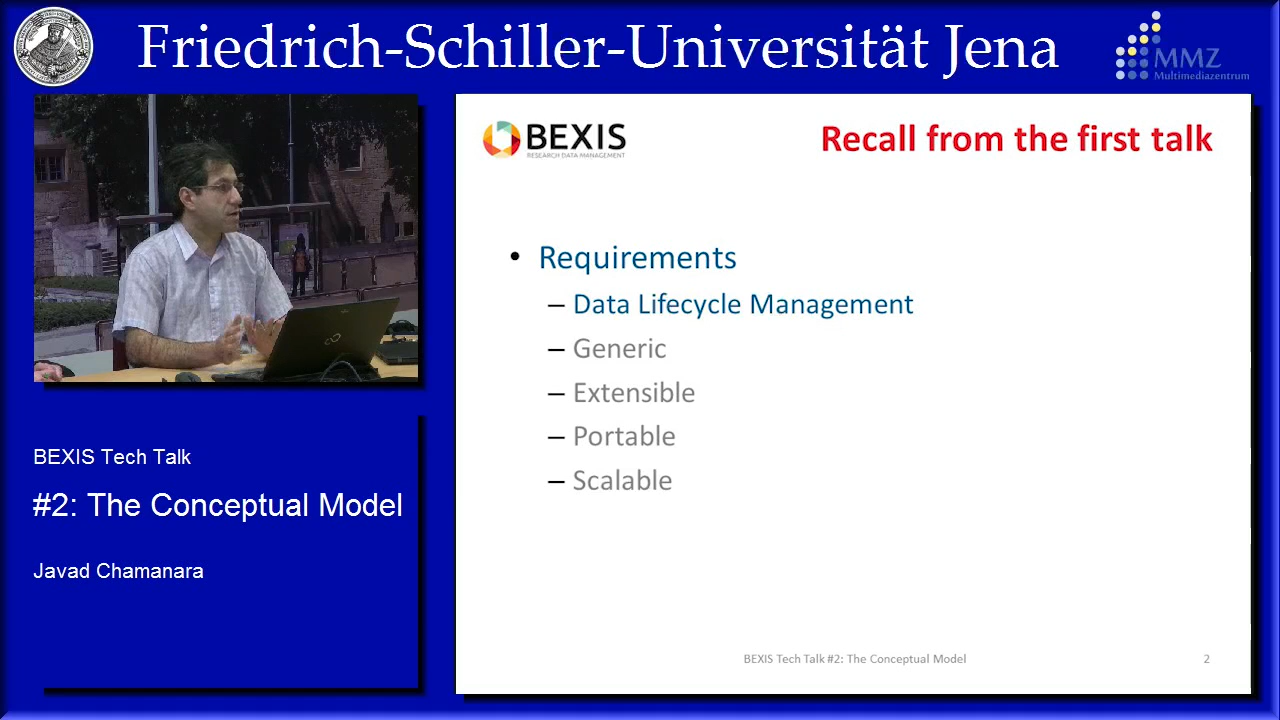 Friedrich-Schiller-Universität Jena
MMZ
Multimediazentrum
BEXIS
RESEARCH DATA MANAGEMENT
Recall from the first talk
• Requirements
– Data Lifecycle Management
– Generic
– Extensible
– Portable
– Scalable
BEXIS Tech Talk #2: The Conceptual Model
2
BEXIS Tech Talk
#2: The Conceptual Model
Javad Chamanara